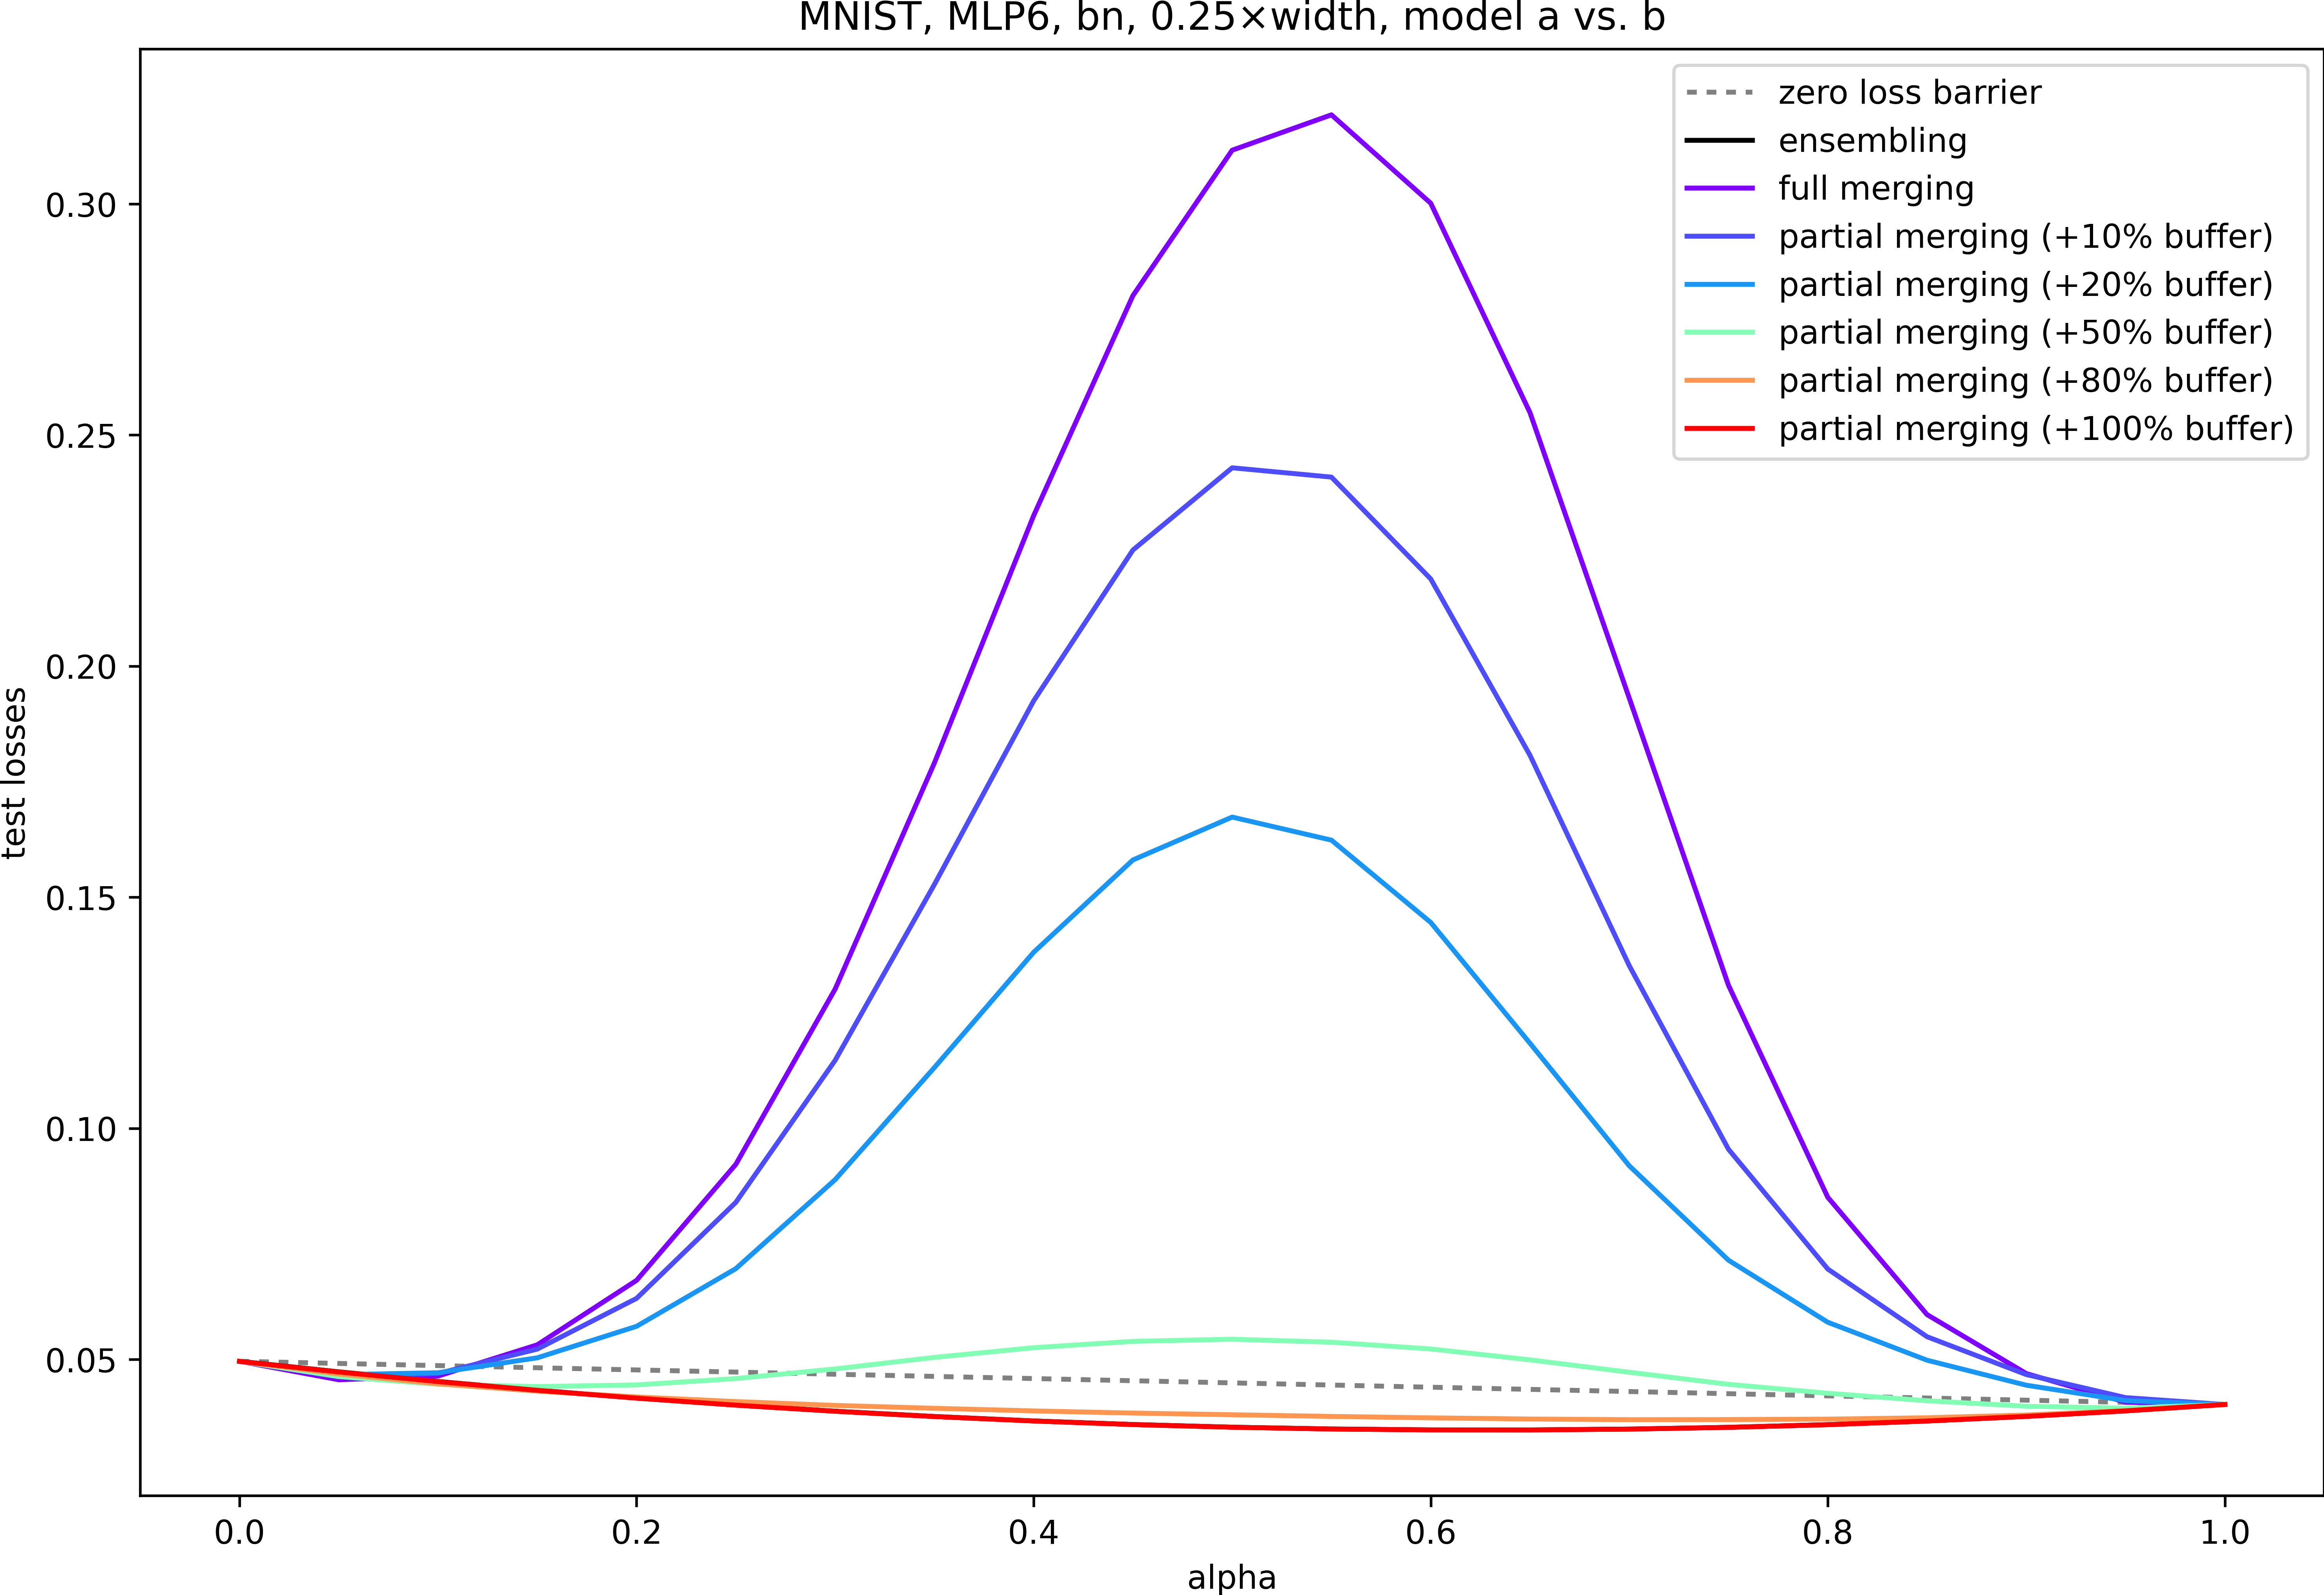 MNIST, MLP6, bn, 0.25×width, model a vs. b
zero loss barrier
ensembling
full merging
partial merging (+10% buffer)
partial merging (+20% buffer)
partial merging (+50% buffer)
partial merging (+80% buffer)
partial merging (+100% buffer)
test losses
0.30
0.25
0.20
0.15
0.10
0.05
0.0 0.2 0.4 0.6 0.8 1.0
alpha